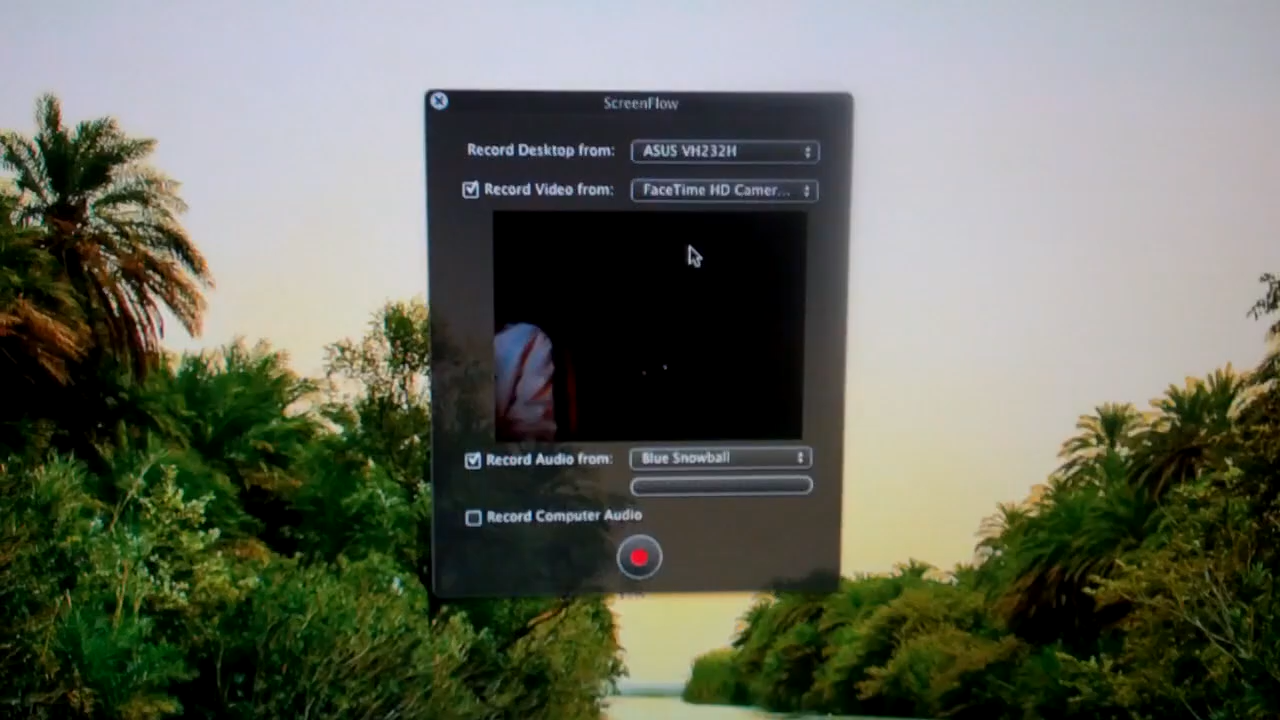 ScreenFlow
Record Desktop from: ASUS VH232H
Record Video from: FaceTime HD Camer...
Record Audio from: Blue Snowball
Record Computer Audio